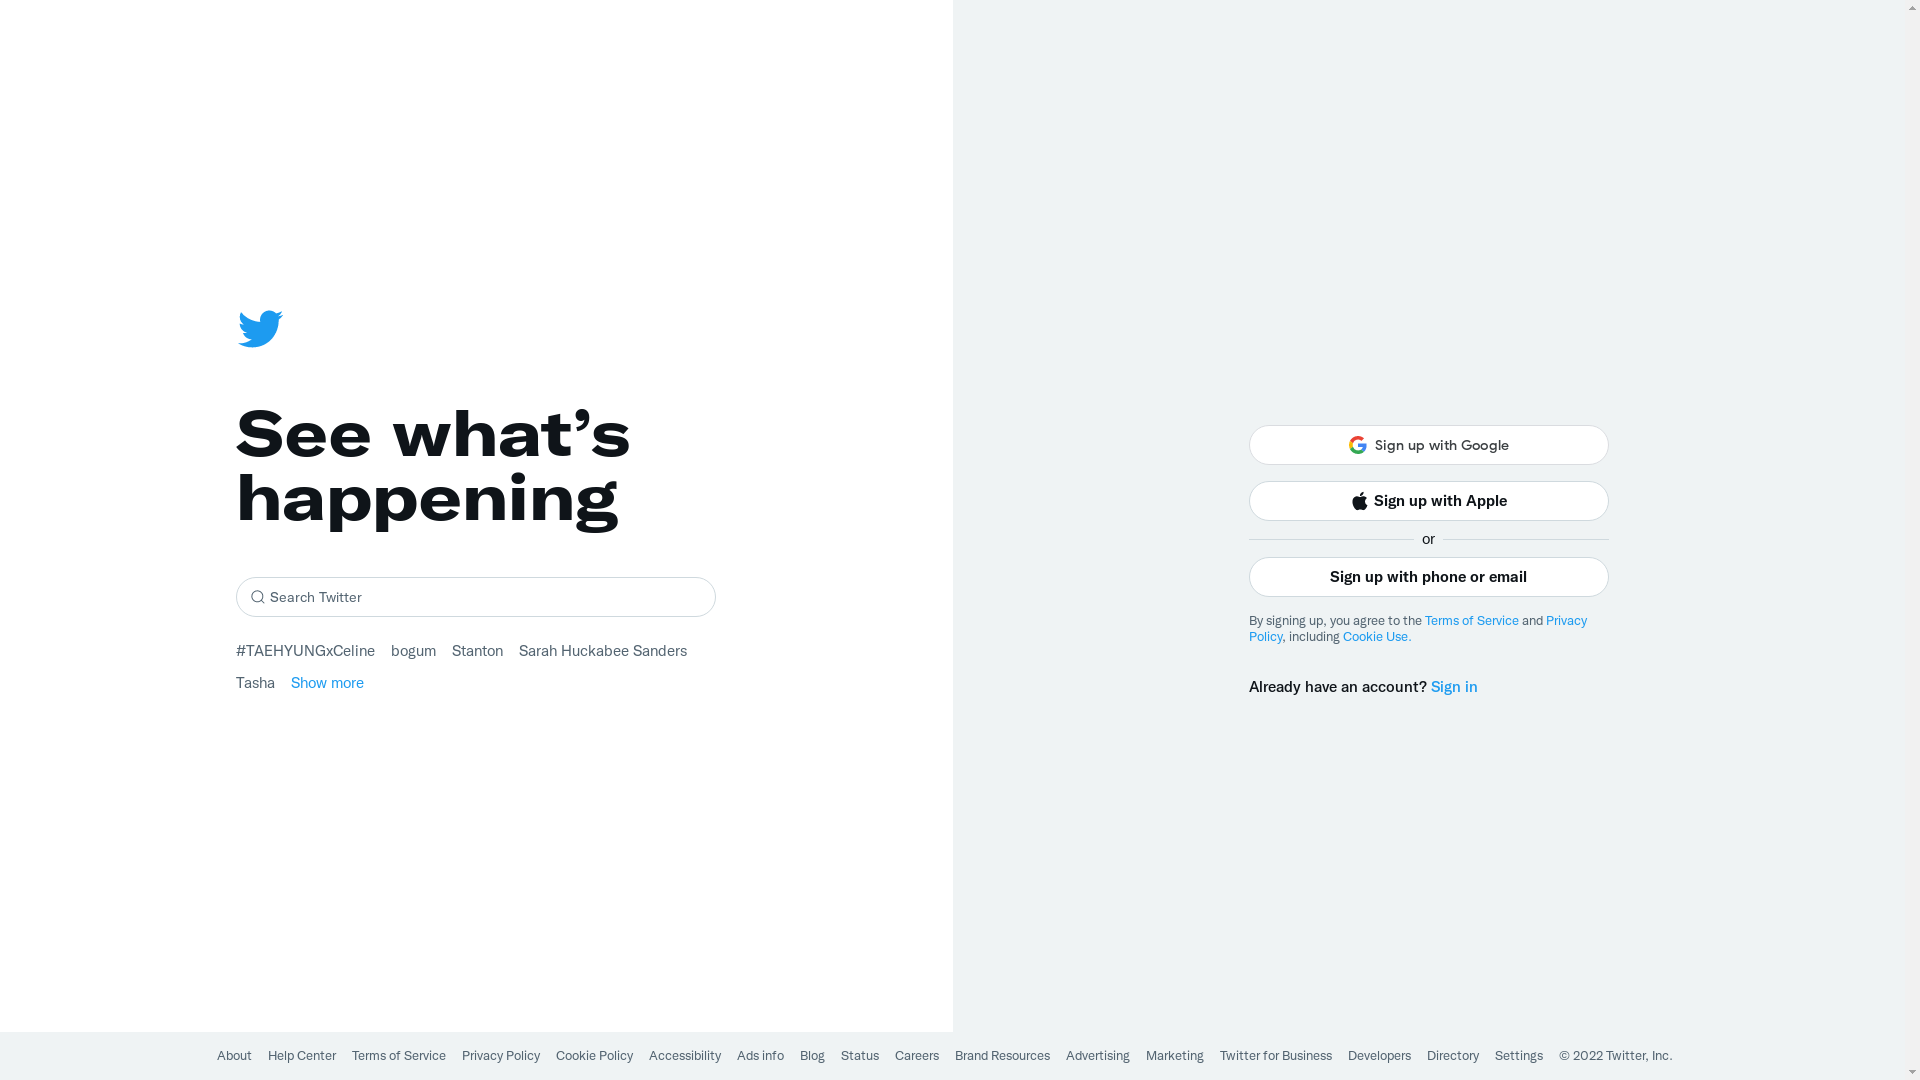 See what’s
happening
Search Twitter
#TAEHYUNGxCeline bogum Stanton Sarah Huckabee Sanders
Tasha Show more
Sign up with Google
Sign up with Apple
or
Sign up with phone or email
By signing up, you agree to the Terms of Service and Privacy
Policy, including Cookie Use.
Already have an account? Sign in
About Help Center Terms of Service Privacy Policy Cookie Policy Accessibility Ads info Blog Status Careers Brand Resources Advertising Marketing Twitter for Business Developers Directory Settings © 2022 Twitter, Inc.